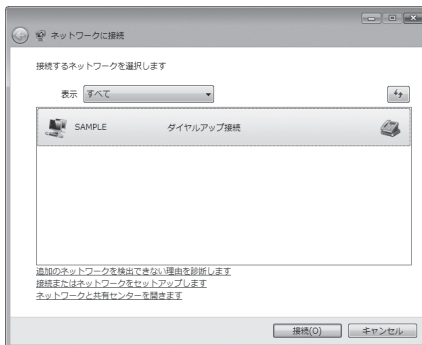 ネットワークに接続
接続するネットワークを選択します
表示 すべて
SAMPLE ダイヤルアップ接続
追加のネットワークを検出できない理由を診断します
接続またはネットワークをセットアップします
ネットワークと共有センターを開きます
接続(O) キャンセル